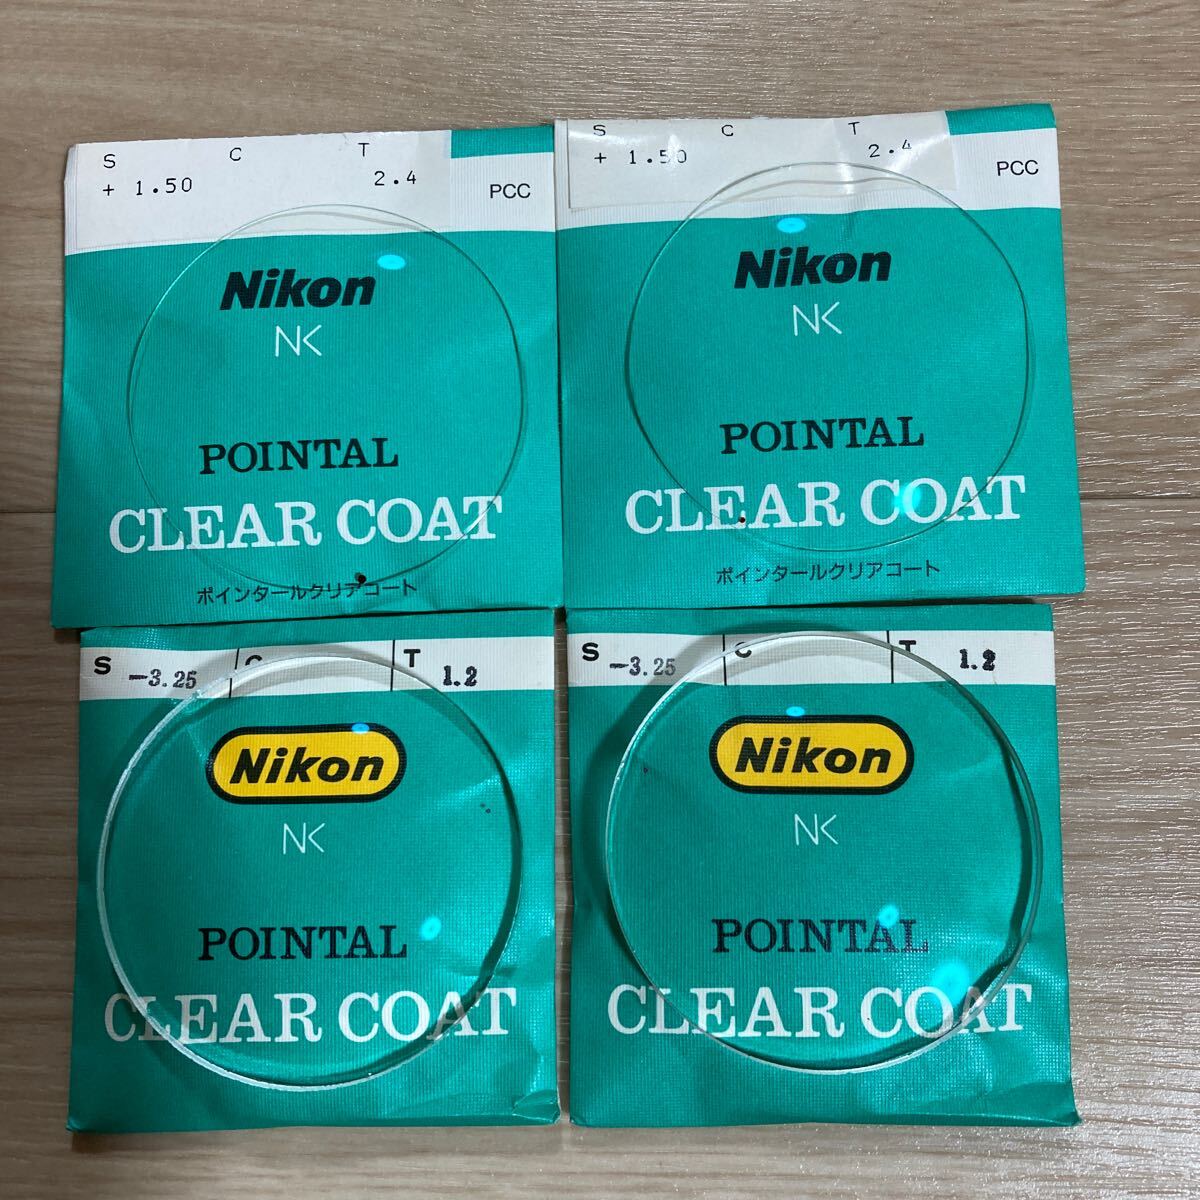 S C T
+ 1.50 2.4
PCC
Nikon
NK
POINTAL
CLEAR COAT
ポインタールクリアコート
S C T
+ 1.50 2.4
PCC
Nikon
NK
POINTAL
CLEAR COAT
ポインタールクリアコート
S -3.25 C T 1.2
Nikon
NK
POINTAL
CLEAR COAT
S -3.25 C T 1.2
Nikon
NK
POINTAL
CLEAR COAT